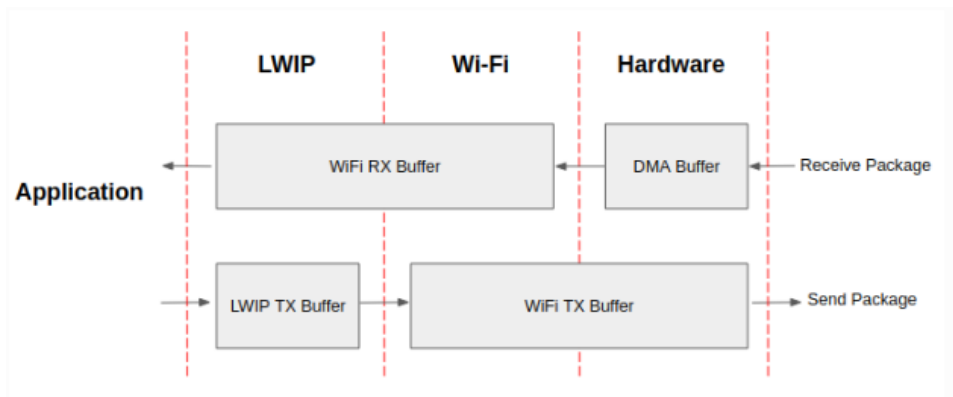 LWIP
Wi-Fi
Hardware
WiFi RX Buffer
DMA Buffer
Receive Package
Application
LWIP TX Buffer
WiFi TX Buffer
Send Package